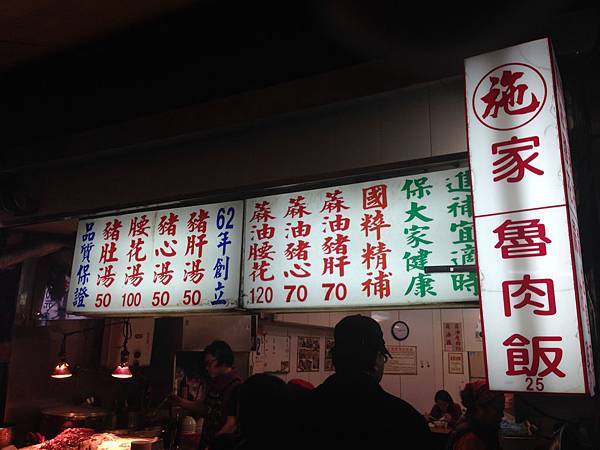 施家魯肉飯
25
進補宜適時
保大家健康
國粹精補
蔴油豬肝
70
蔴油豬心
70
蔴油腰花
120
62年創立
豬肝湯
50
豬心湯
50
腰花湯
100
豬肚湯
50
品質保證